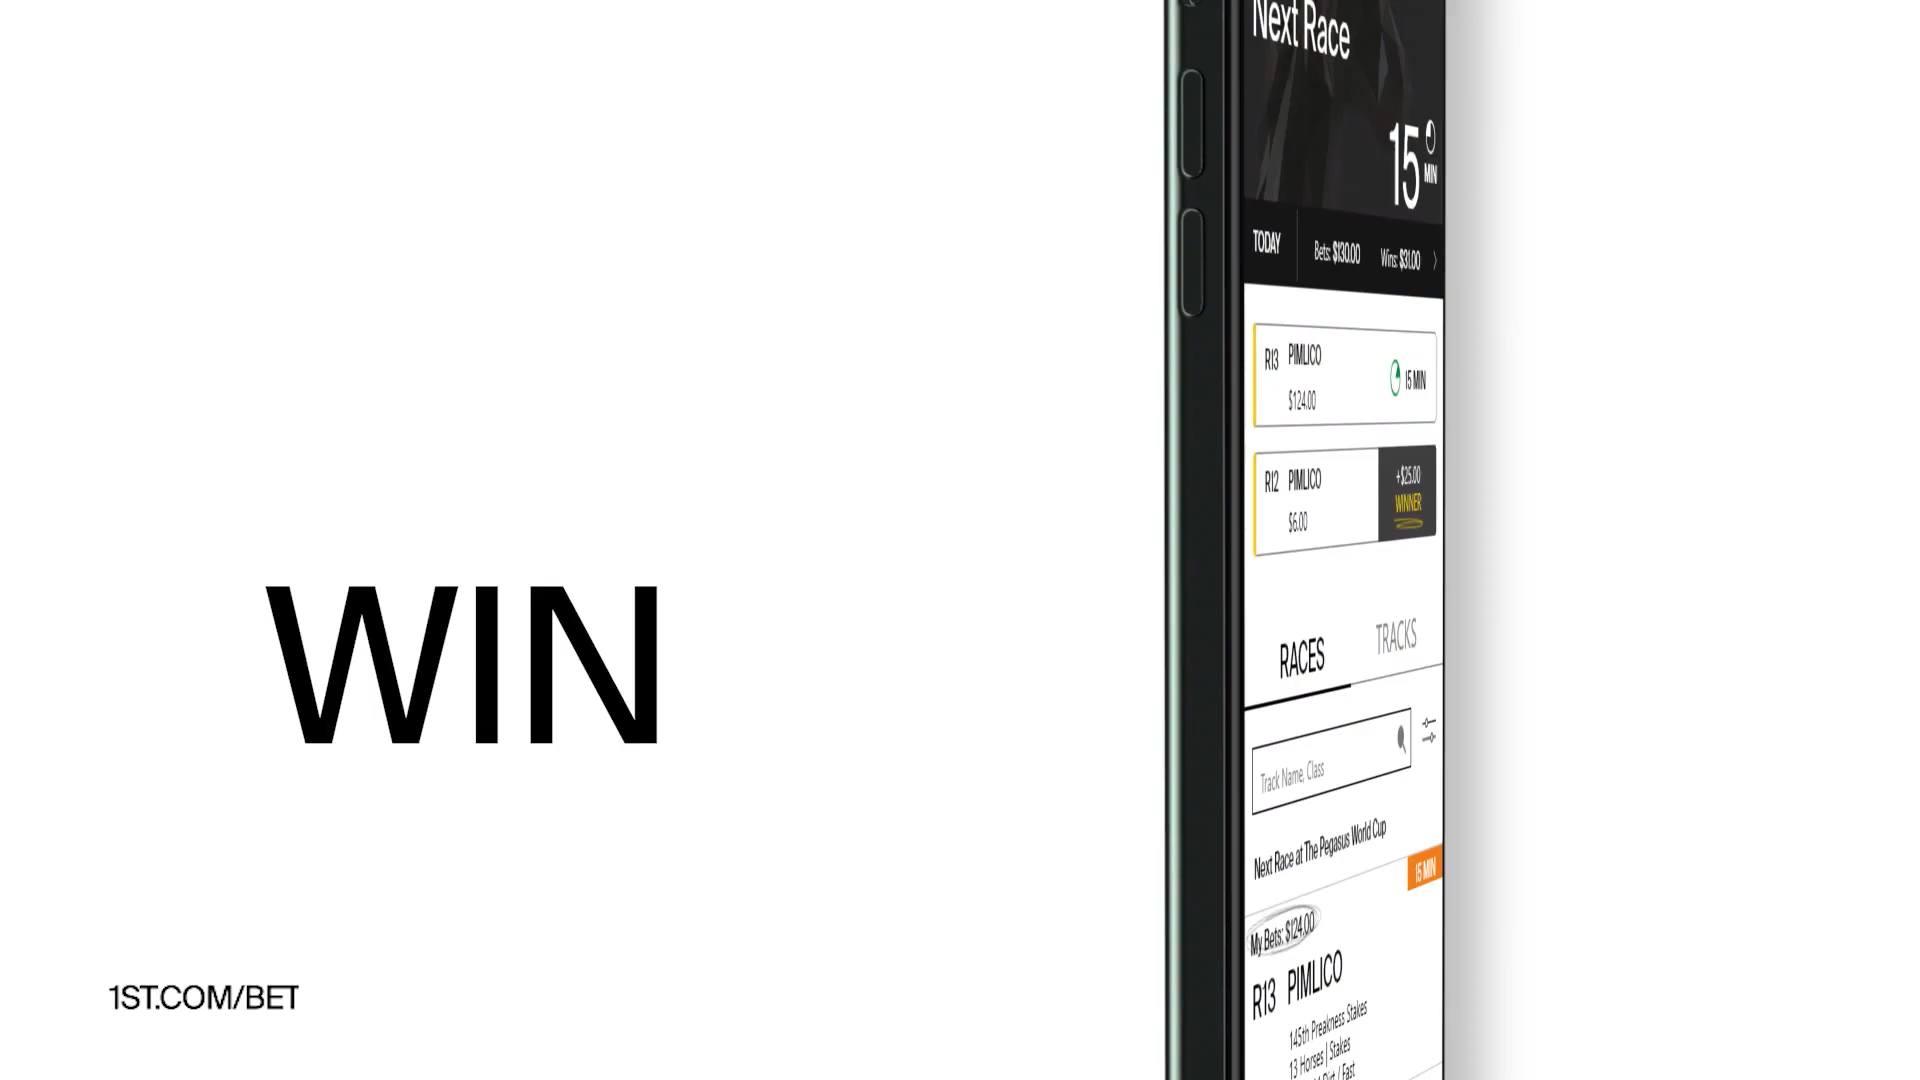 Next Race
15 MIN
TODAY Bets: $130.00 Wins: $31.00
R13 PIMLICO
$124.00
15 MIN
R12 PIMLICO
$6.00
+$25.00
WINNER
WIN
RACES TRACKS
Track Name, Class
Next Race at The Pegasus World Cup
15 MIN
My Bets: $124.00
R13 PIMLICO
145th Preakness Stakes
13 Horses | Stakes
Dirt / Fast
1ST.COM/BET